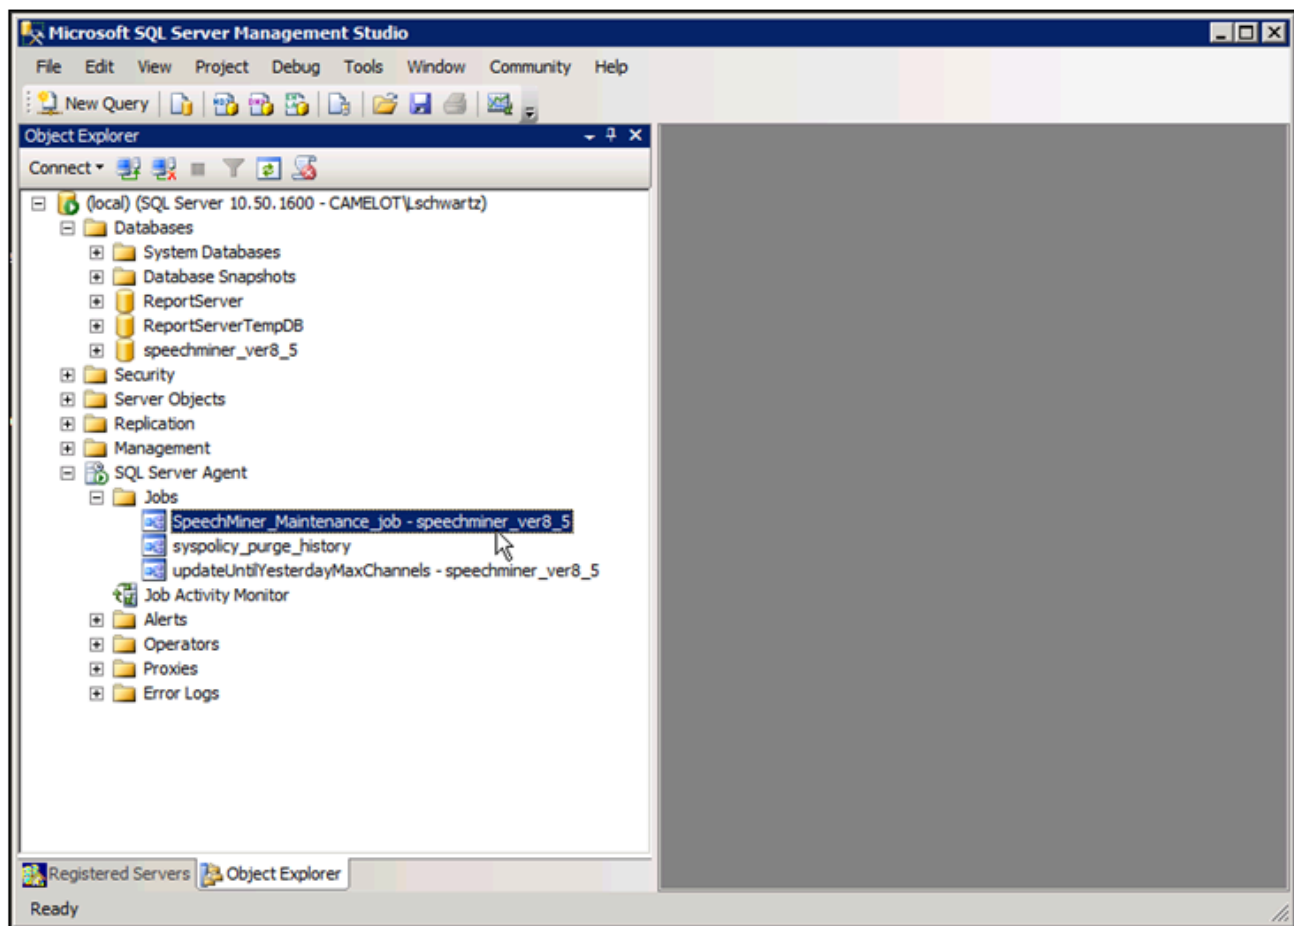 Microsoft SQL Server Management Studio
File Edit View Project Debug Tools Window Community Help
New Query
Object Explorer
Connect
(local) (SQL Server 10.50.1600 - CAMELOT\Lschwartz)
Databases
System Databases
Database Snapshots
ReportServer
ReportServerTempDB
speechminer_ver8_5
Security
Server Objects
Replication
Management
SQL Server Agent
Jobs
SpeechMiner_Maintenance_job - speechminer_ver8_5
syspolicy_purge_history
updateUntilYesterdayMaxChannels - speechminer_ver8_5
Job Activity Monitor
Alerts
Operators
Proxies
Error Logs
Registered Servers Object Explorer
Ready